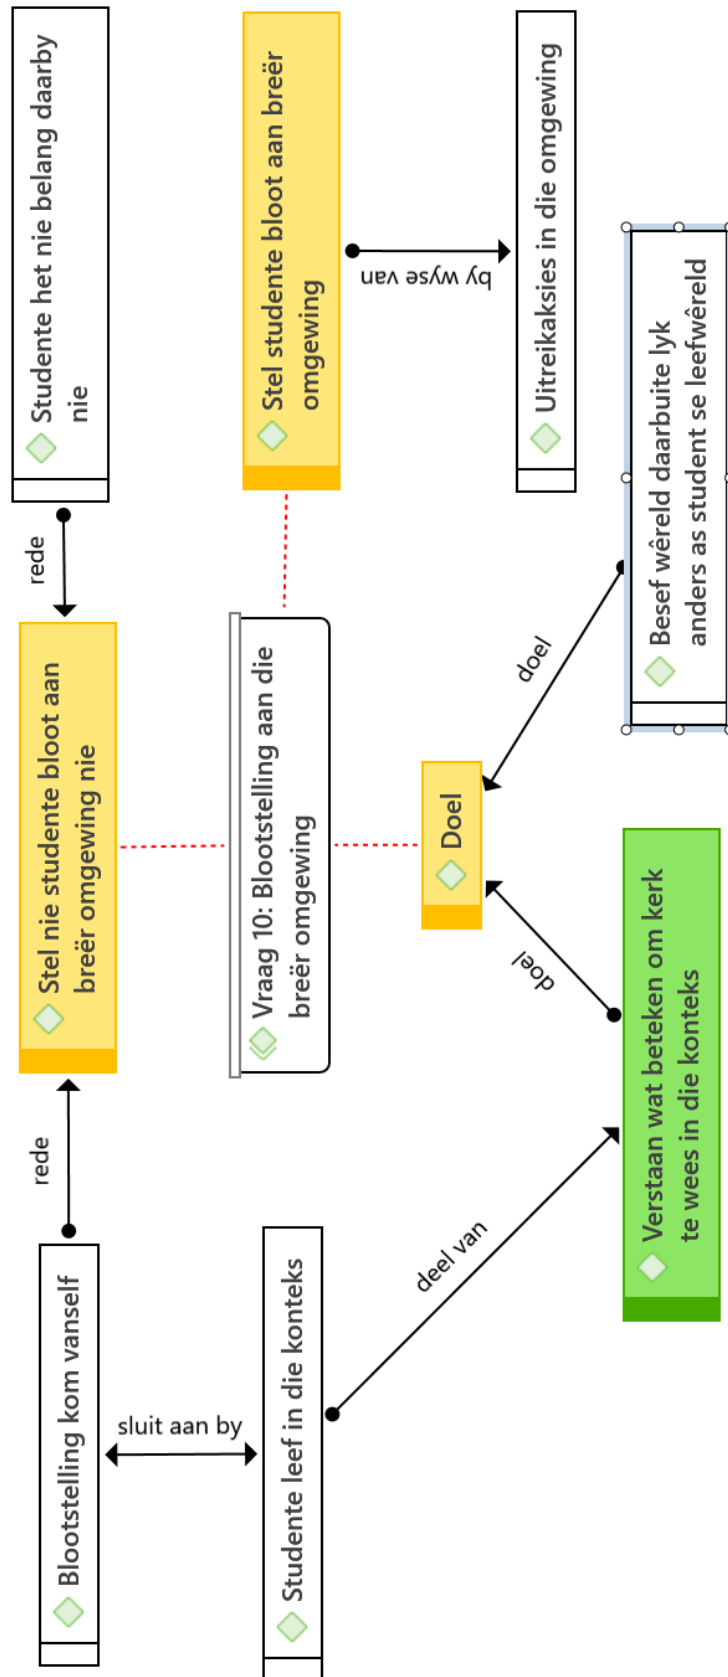 Studente het nie belang daarby
nie
rede
Stel nie studente bloot aan
breër omgewing nie
rede
Blootstelling kom vanself
sluit aan by
Studente leef in die konteks
Stel studente bloot aan breër
omgewing
by wyse van
Uitreikaksies in die omgewing
Vraag 10: Blootstelling aan die
breër omgewing
Doel
doel
Besef wêreld daarbuite lyk
anders as student se leefwêreld
doel
Verstaan wat beteken om kerk
te wees in die konteks
deel van